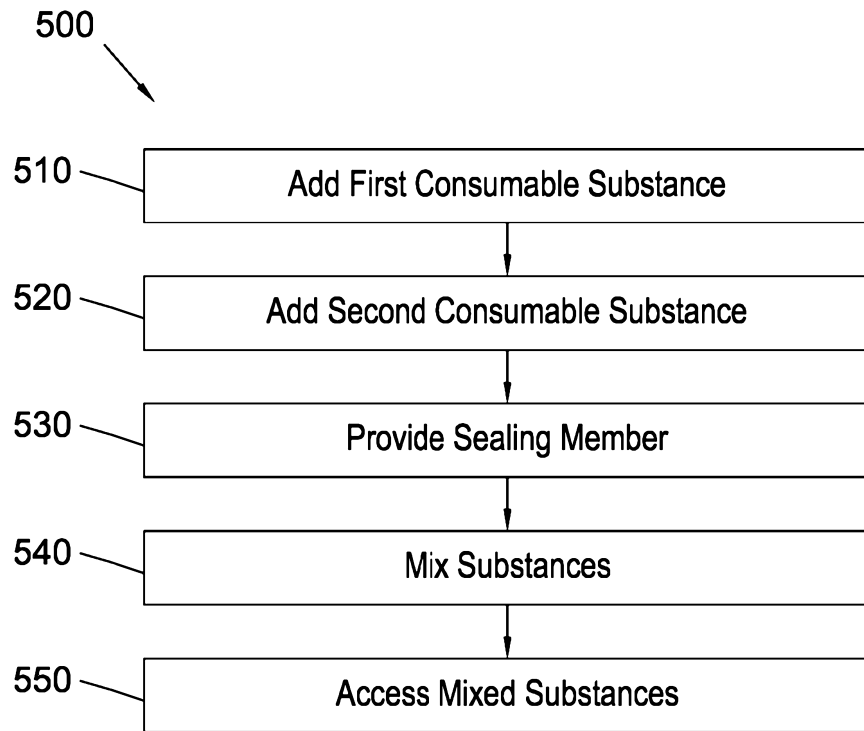 500
510
Add First Consumable Substance
520
Add Second Consumable Substance
530
Provide Sealing Member
540
Mix Substances
550
Access Mixed Substances